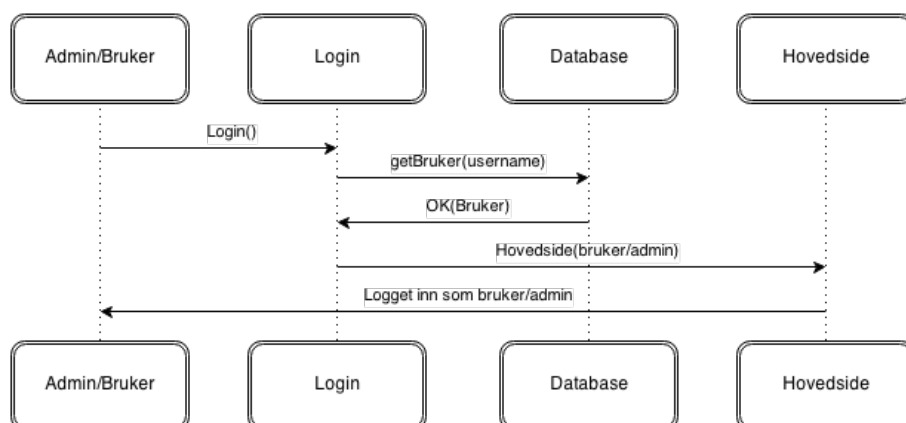 Admin/Bruker
Login
Database
Hovedside
Login()
getBruker(username)
OK(Bruker)
Hovedside(bruker/admin)
Logget inn som bruker/admin
Admin/Bruker
Login
Database
Hovedside